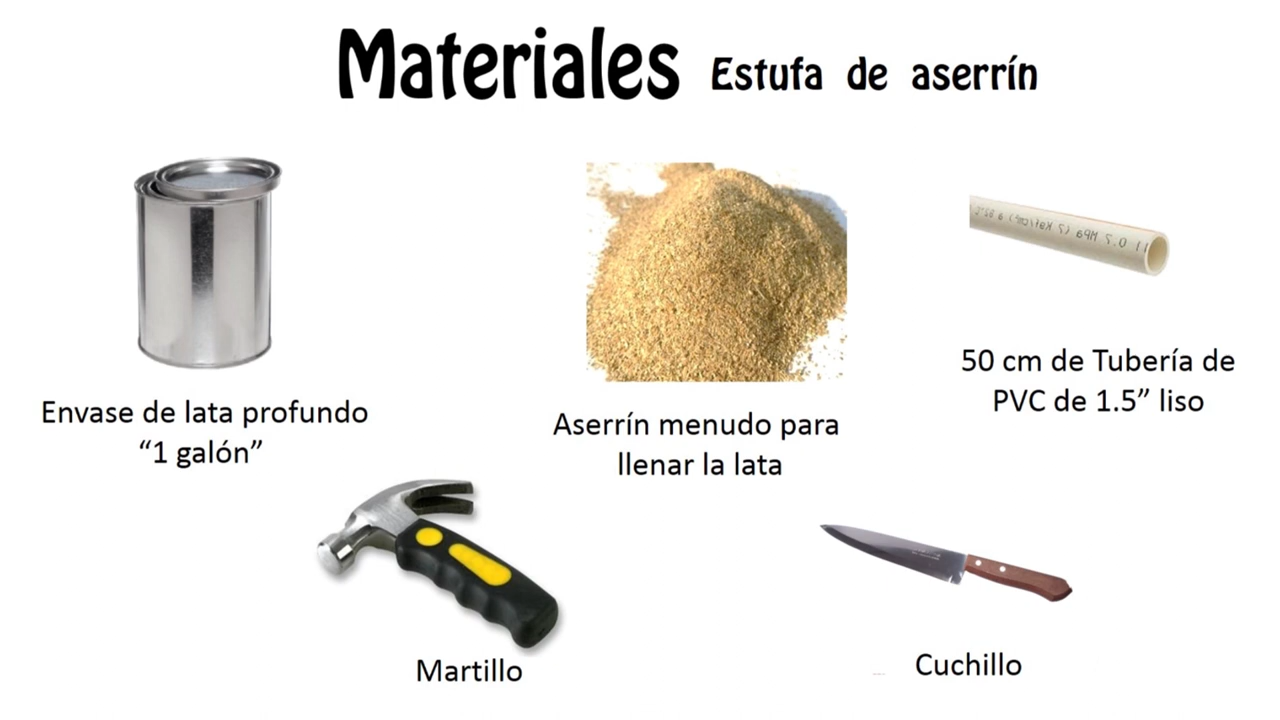 Materiales Estufa de aserrín
Envase de lata profundo
“1 galón”
Aserrín menudo para
llenar la lata
50 cm de Tubería de
PVC de 1.5” liso
Martillo
Cuchillo